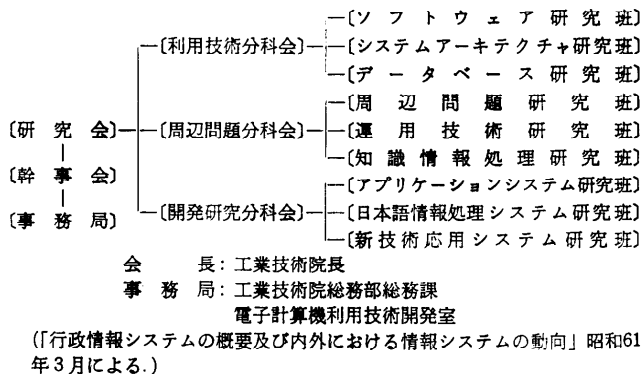 〔ソフトウェア研究班〕
〔利用技術分科会〕〔システムアーキテクチャ研究班〕
〔データベース研究班〕
〔周辺問題研究班〕
〔研究会〕〔周辺問題分科会〕〔運用技術研究班〕
〔知識情報処理研究班〕
〔幹事会〕
〔アプリケーションシステム研究班〕
〔事務局〕〔開発研究分科会〕〔日本語情報処理システム研究班〕
〔新技術応用システム研究班〕
会長：工業技術院長
事務局：工業技術院総務部総務課
電子計算機利用技術開発室
(「行政情報システムの概要及び内外における情報システムの動向」昭和61
年3月による.)